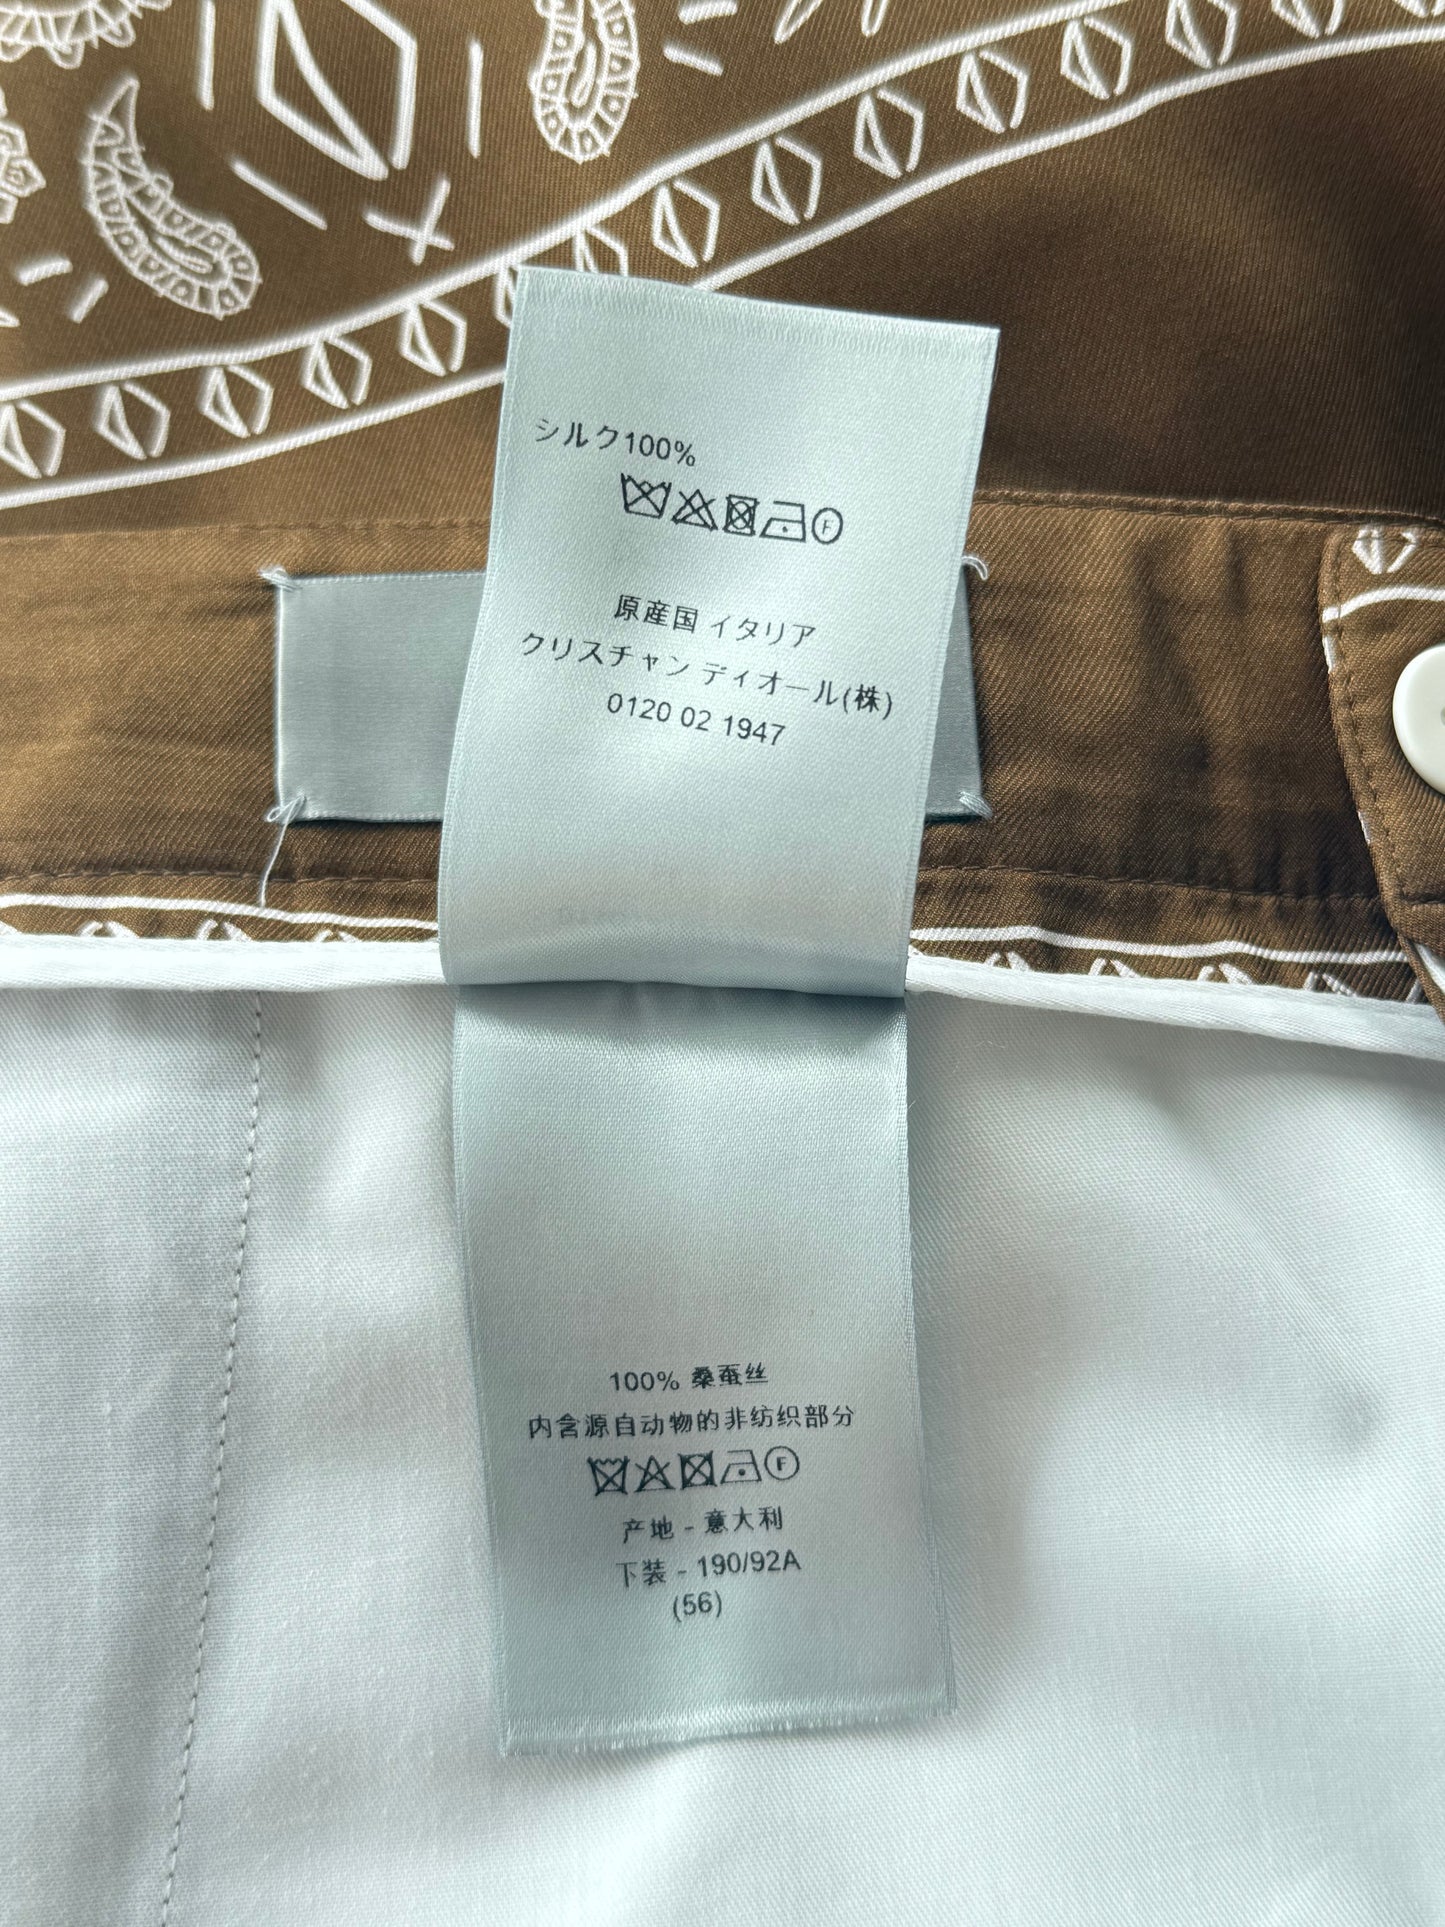 シルク100%
F
原産国 イタリア
クリスチャン ディオール(株)
0120 02 1947
100% 桑蚕丝
内含源自动物的非纺织部分
F
产地 - 意大利
下装 - 190/92A
(56)